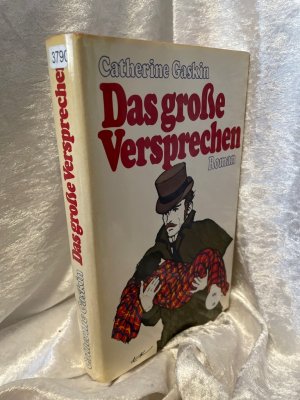 Catherine Gaskin
Das große
Versprechen
Roman
3790
Catherine Gaskin Das große Versprechen